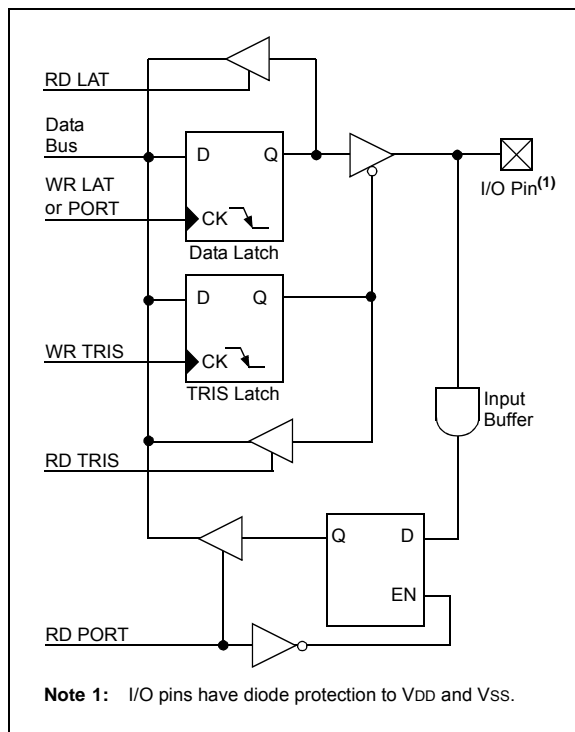 RD LAT
Data
Bus
D Q
I/O Pin(1)
WR LAT
or PORT
CK
Data Latch
D Q
WR TRIS
CK
TRIS Latch
Input
Buffer
RD TRIS
Q D
EN
RD PORT
Note 1: I/O pins have diode protection to VDD and VSS.